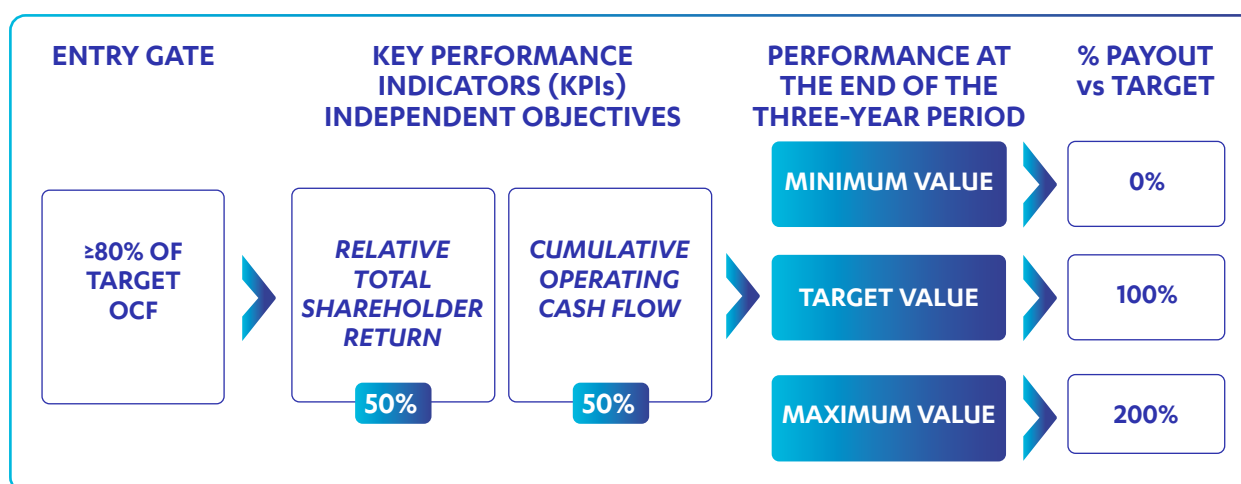 ENTRY GATE
KEY PERFORMANCE
INDICATORS (KPIs)
INDEPENDENT OBJECTIVES
PERFORMANCE AT
THE END OF THE
THREE-YEAR PERIOD
% PAYOUT
vs TARGET
≥80% OF
TARGET
OCF
RELATIVE
TOTAL
SHAREHOLDER
RETURN
50%
CUMULATIVE
OPERATING
CASH FLOW
50%
MINIMUM VALUE
0%
TARGET VALUE
100%
MAXIMUM VALUE
200%